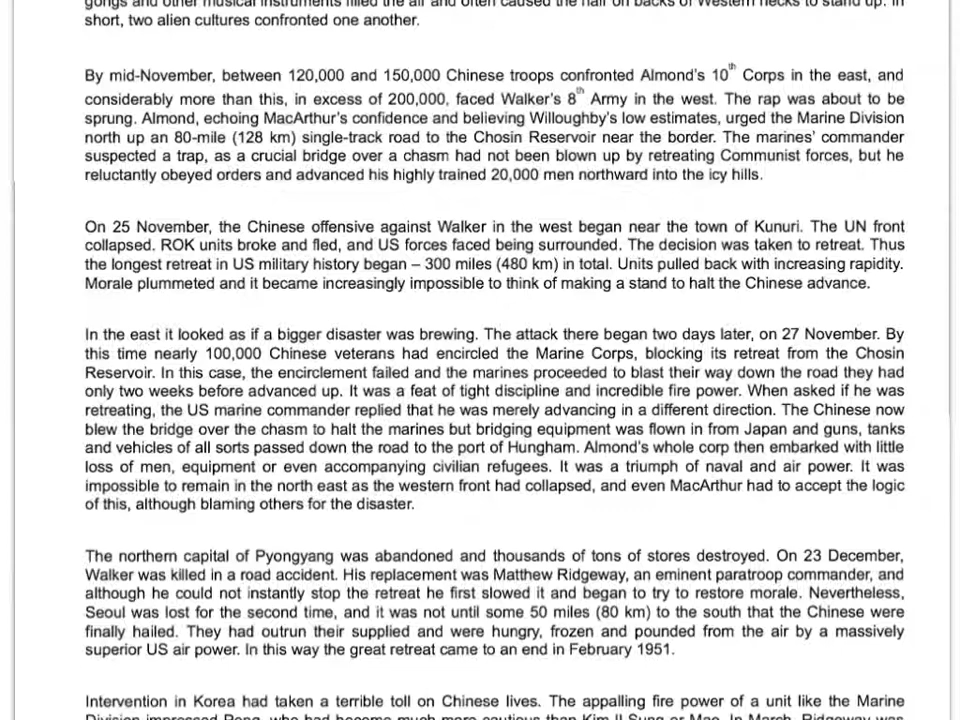 gongs and other musical instruments filled the air and often caused the hair on backs of Western necks to stand up. In
short, two alien cultures confronted one another.
By mid-November, between 120,000 and 150,000 Chinese troops confronted Almond's 10th Corps in the east, and
considerably more than this, in excess of 200,000, faced Walker's 8th Army in the west. The rap was about to be
sprung. Almond, echoing MacArthur's confidence and believing Willoughby's low estimates, urged the Marine Division
north up an 80-mile (128 km) single-track road to the Chosin Reservoir near the border. The marines' commander
suspected a trap, as a crucial bridge over a chasm had not been blown up by retreating Communist forces, but he
reluctantly obeyed orders and advanced his highly trained 20,000 men northward into the icy hills.
On 25 November, the Chinese offensive against Walker in the west began near the town of Kunuri. The UN front
collapsed. ROK units broke and fled, and US forces faced being surrounded. The decision was taken to retreat. Thus
the longest retreat in US military history began – 300 miles (480 km) in total. Units pulled back with increasing rapidity.
Morale plummeted and it became increasingly impossible to think of making a stand to halt the Chinese advance.
In the east it looked as if a bigger disaster was brewing. The attack there began two days later, on 27 November. By
this time nearly 100,000 Chinese veterans had encircled the Marine Corps, blocking its retreat from the Chosin
Reservoir. In this case, the encirclement failed and the marines proceeded to blast their way down the road they had
only two weeks before advanced up. It was a feat of tight discipline and incredible fire power. When asked if he was
retreating, the US marine commander replied that he was merely advancing in a different direction. The Chinese now
blew the bridge over the chasm to halt the marines but bridging equipment was flown in from Japan and guns, tanks
and vehicles of all sorts passed down the road to the port of Hungham. Almond's whole corp then embarked with little
loss of men, equipment or even accompanying civilian refugees. It was a triumph of naval and air power. It was
impossible to remain in the north east as the western front had collapsed, and even MacArthur had to accept the logic
of this, although blaming others for the disaster.
The northern capital of Pyongyang was abandoned and thousands of tons of stores destroyed. On 23 December,
Walker was killed in a road accident. His replacement was Matthew Ridgeway, an eminent paratroop commander, and
although he could not instantly stop the retreat he first slowed it and began to try to restore morale. Nevertheless,
Seoul was lost for the second time, and it was not until some 50 miles (80 km) to the south that the Chinese were
finally hailed. They had outrun their supplied and were hungry, frozen and pounded from the air by a massively
superior US air power. In this way the great retreat came to an end in February 1951.
Intervention in Korea had taken a terrible toll on Chinese lives. The appalling fire power of a unit like the Marine
Division impressed Peng, who had become much more cautious than Kim Il Sung or Mao. In March, Ridgeway was